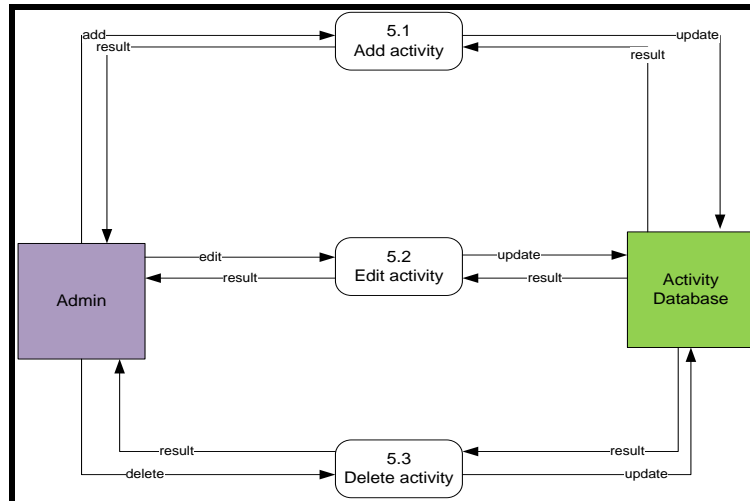 add
result
5.1
Add activity
update
result
Admin
edit
result
5.2
Edit activity
update
result
Activity
Database
result
delete
5.3
Delete activity
result
update